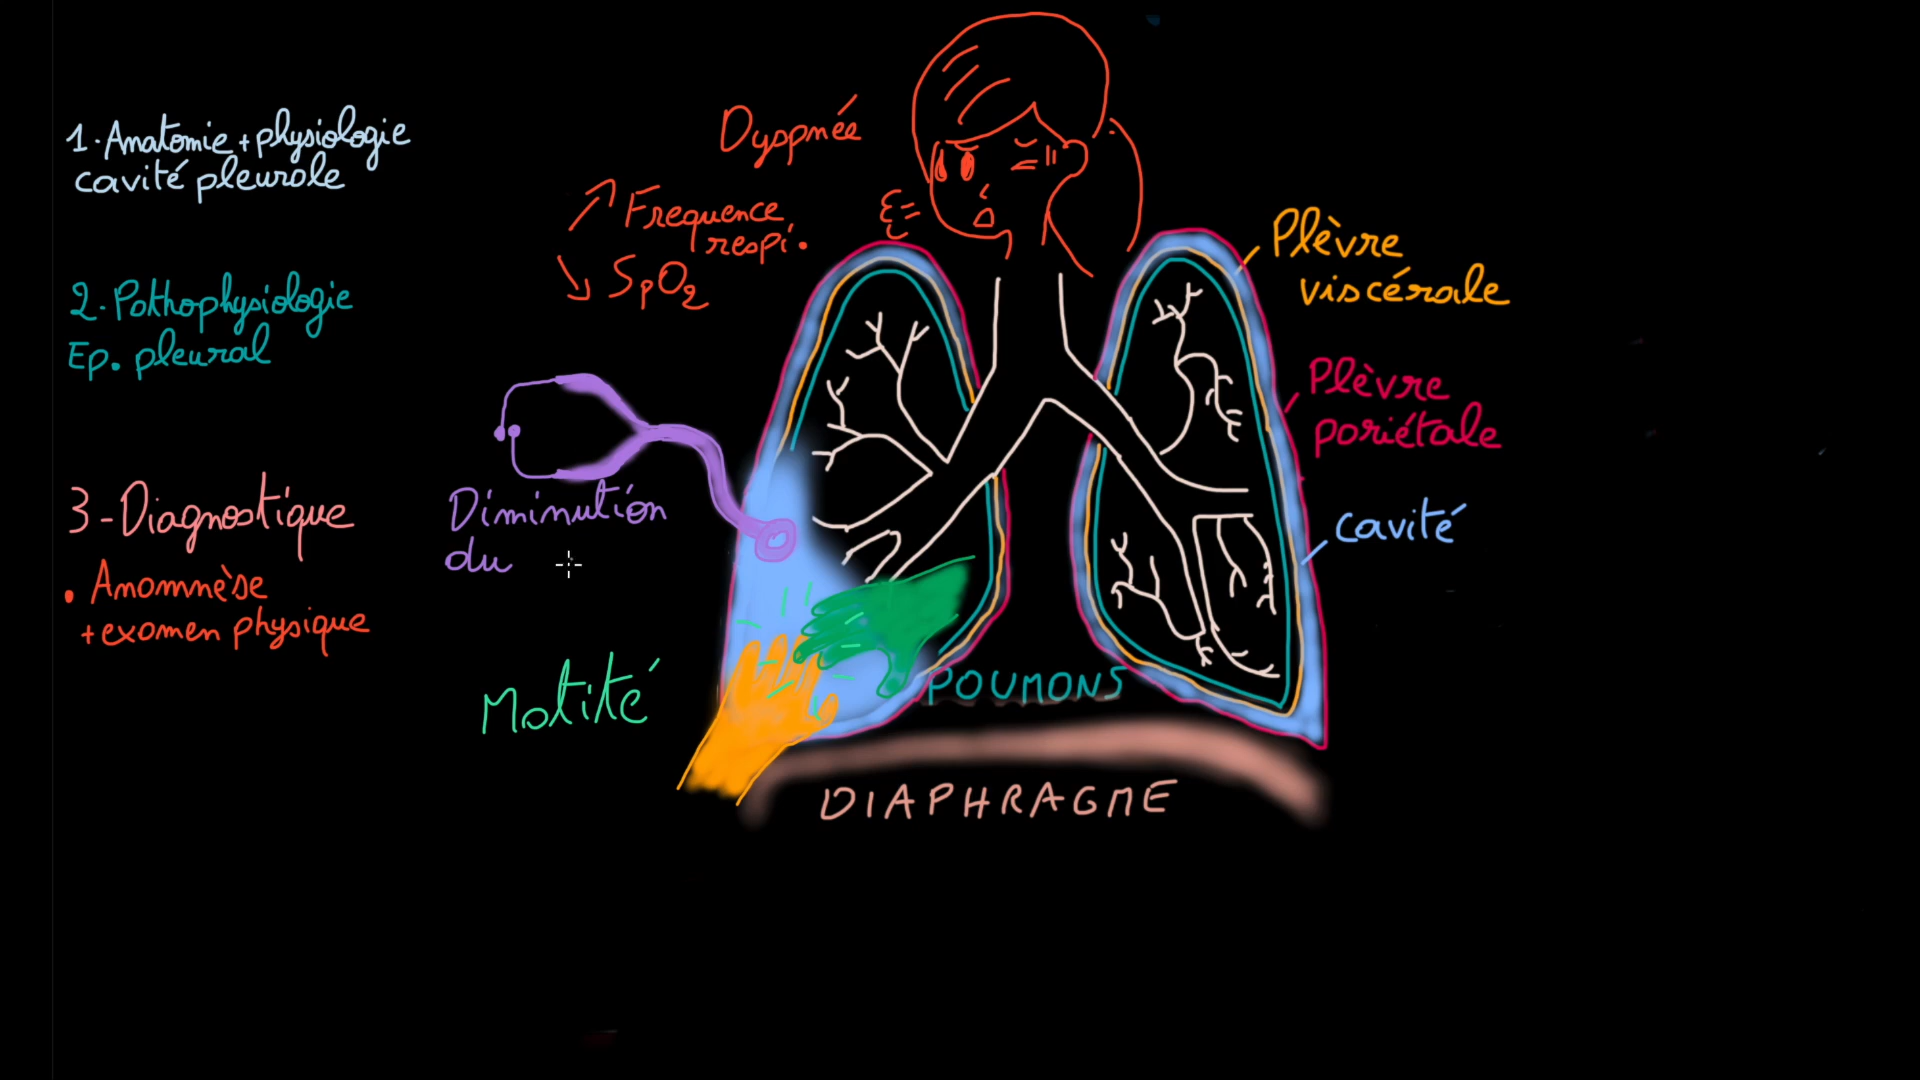 1. Anatomie + physiologie
cavité pleurale
2. Pathophysiologie
Ep. pleural
3 - Diagnostique
. Anamnèse
+ examen physique
Dyspnée
↗ Frequence
respi.
↘ SpO2
Diminution
du
Matité
Plèvre
viscérale
Plèvre
pariétale
cavité
POUMONS
DIAPHRAGME